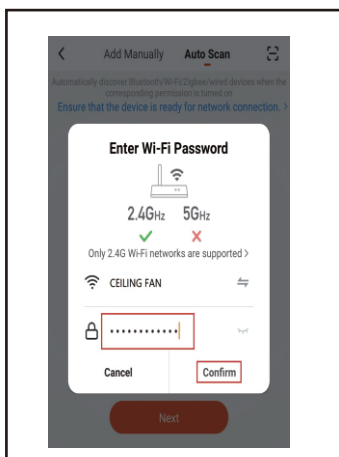 Add Manually Auto Scan
Automatically discover Bluetooth/Wi-Fi/Zigbee/wired devices when the
corresponding permission is turned on
Ensure that the device is ready for network connection. >
Enter Wi-Fi Password
2.4GHz 5GHz
Only 2.4G Wi-Fi networks are supported >
CEILING FAN
Cancel Confirm
Next